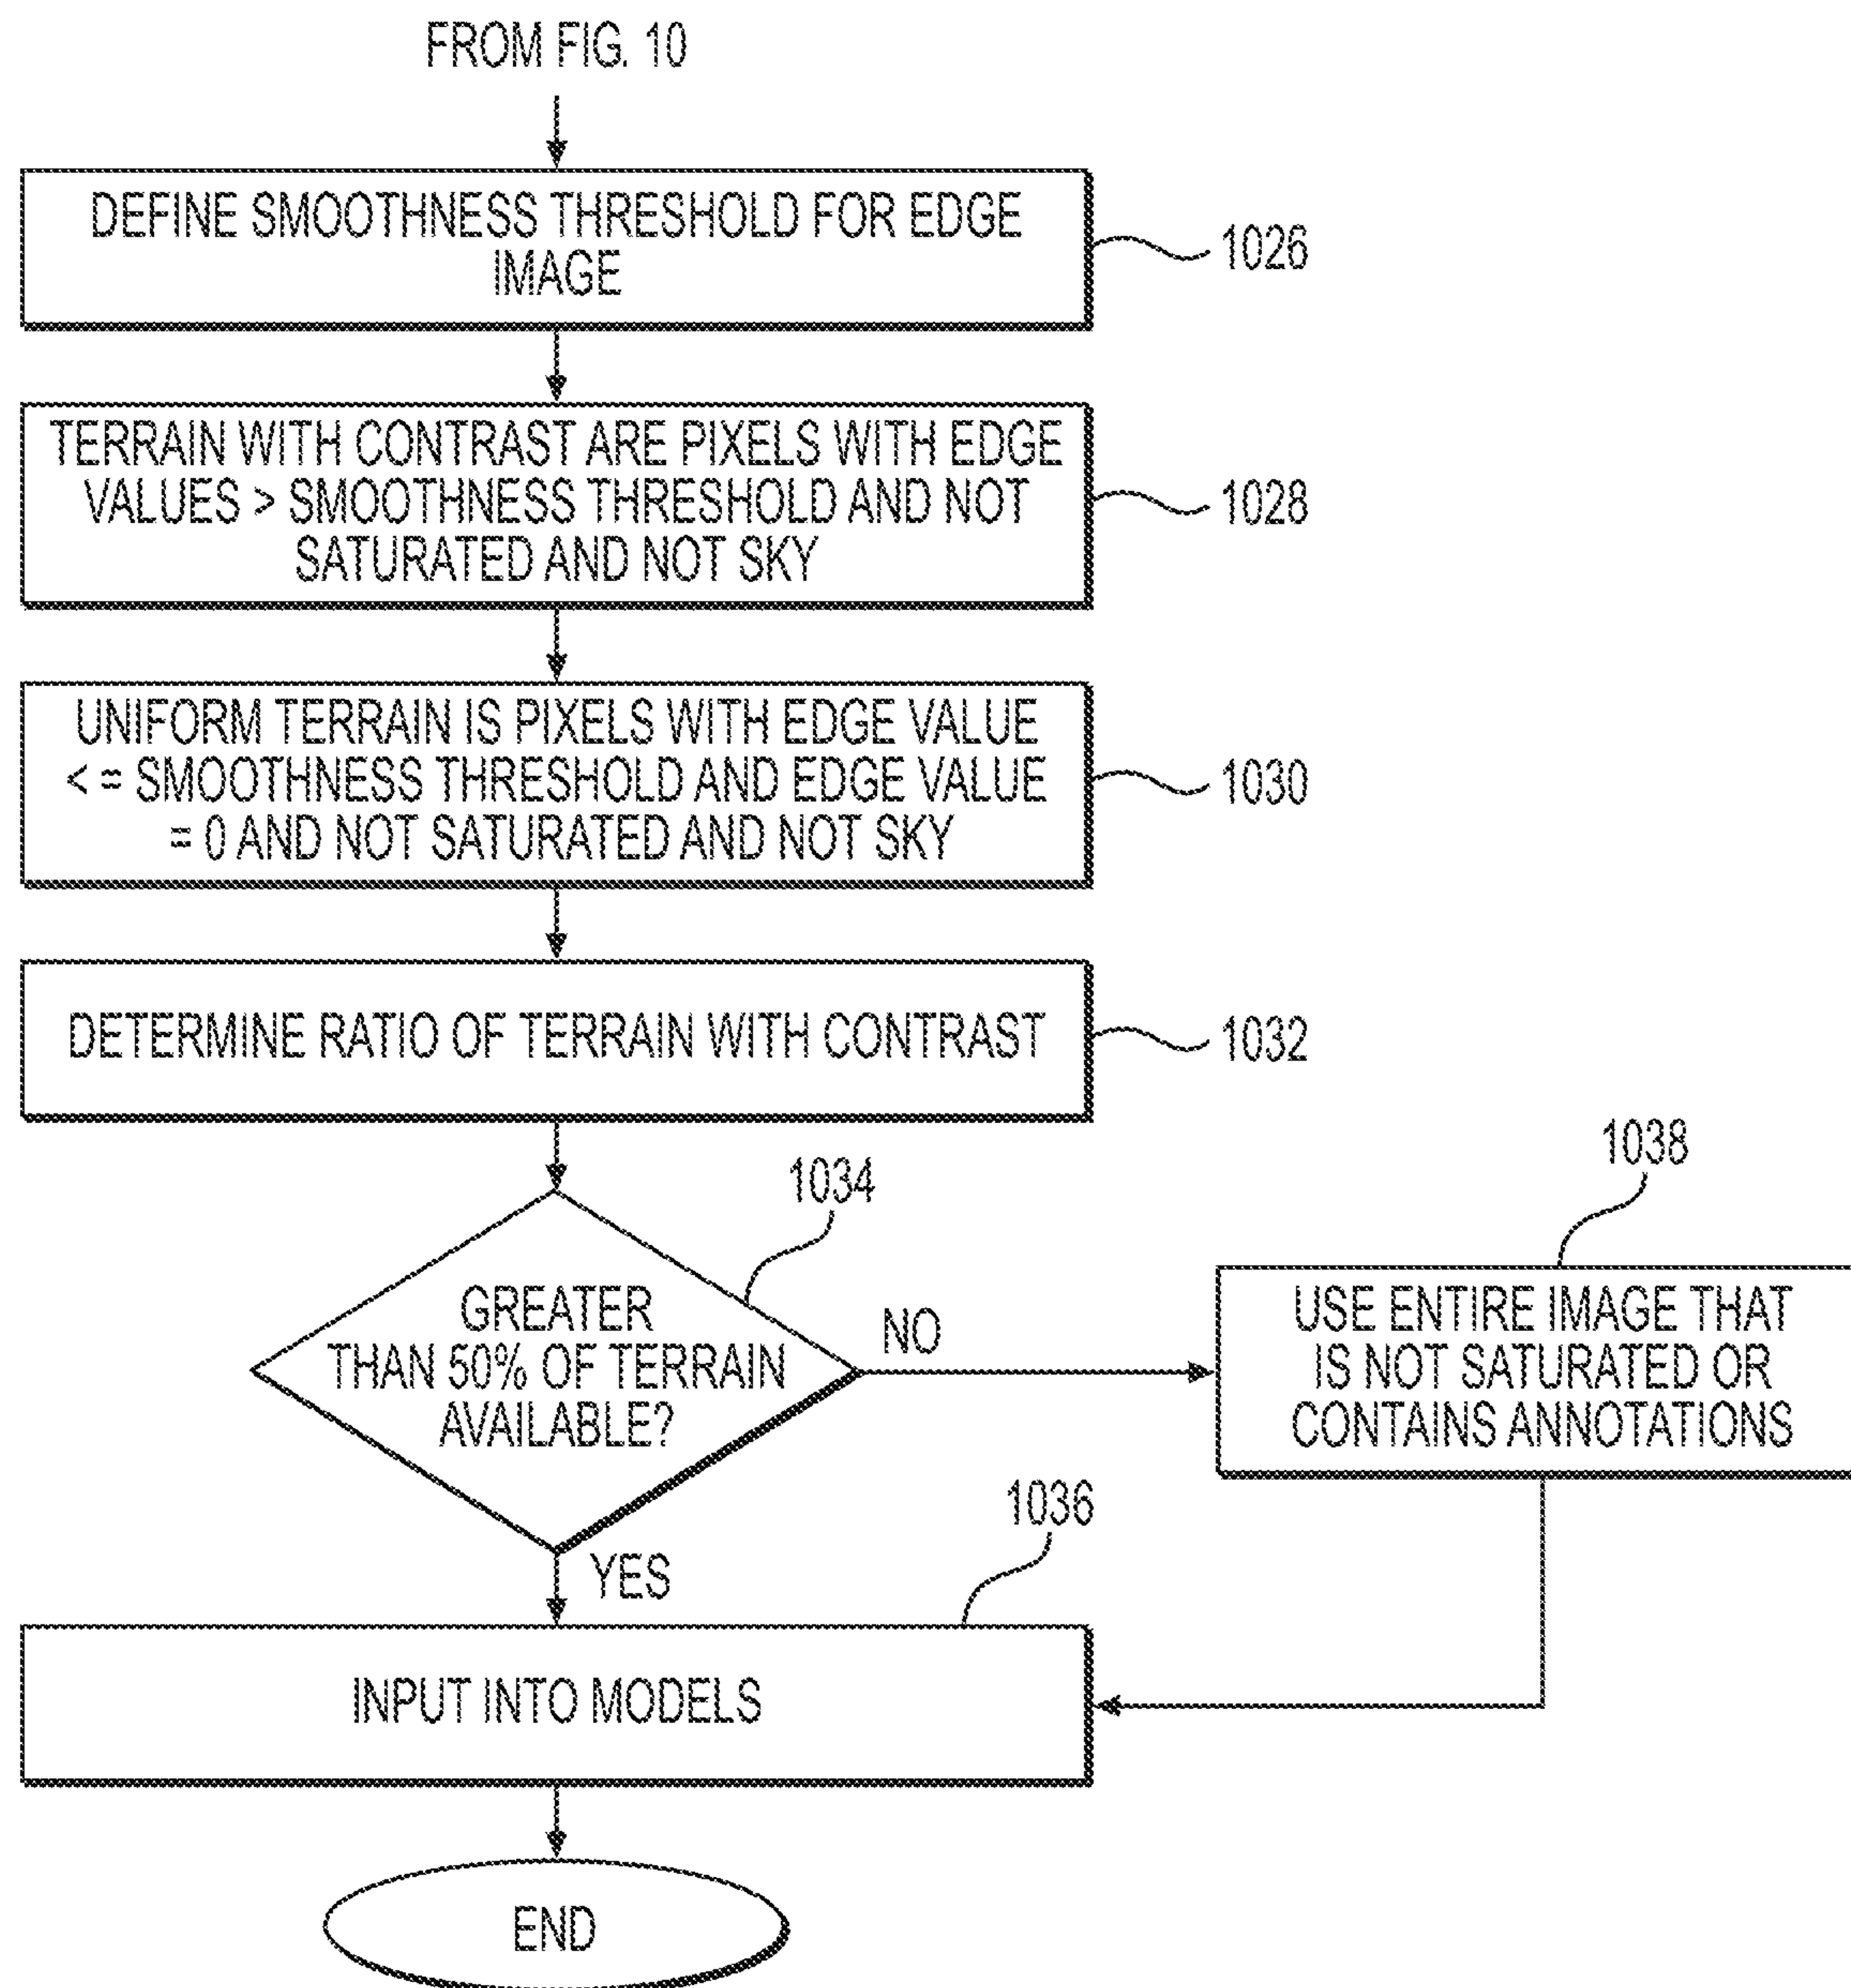 FROM FIG. 10
DEFINE SMOOTHNESS THRESHOLD FOR EDGE
IMAGE
1026
TERRAIN WITH CONTRAST ARE PIXELS WITH EDGE
VALUES > SMOOTHNESS THRESHOLD AND NOT
SATURATED AND NOT SKY
1028
UNIFORM TERRAIN IS PIXELS WITH EDGE VALUE
< = SMOOTHNESS THRESHOLD AND EDGE VALUE
= 0 AND NOT SATURATED AND NOT SKY
1030
DETERMINE RATIO OF TERRAIN WITH CONTRAST
1032
1034
GREATER
THAN 50% OF TERRAIN
AVAILABLE?
NO
1038
USE ENTIRE IMAGE THAT
IS NOT SATURATED OR
CONTAINS ANNOTATIONS
YES
1036
INPUT INTO MODELS
END